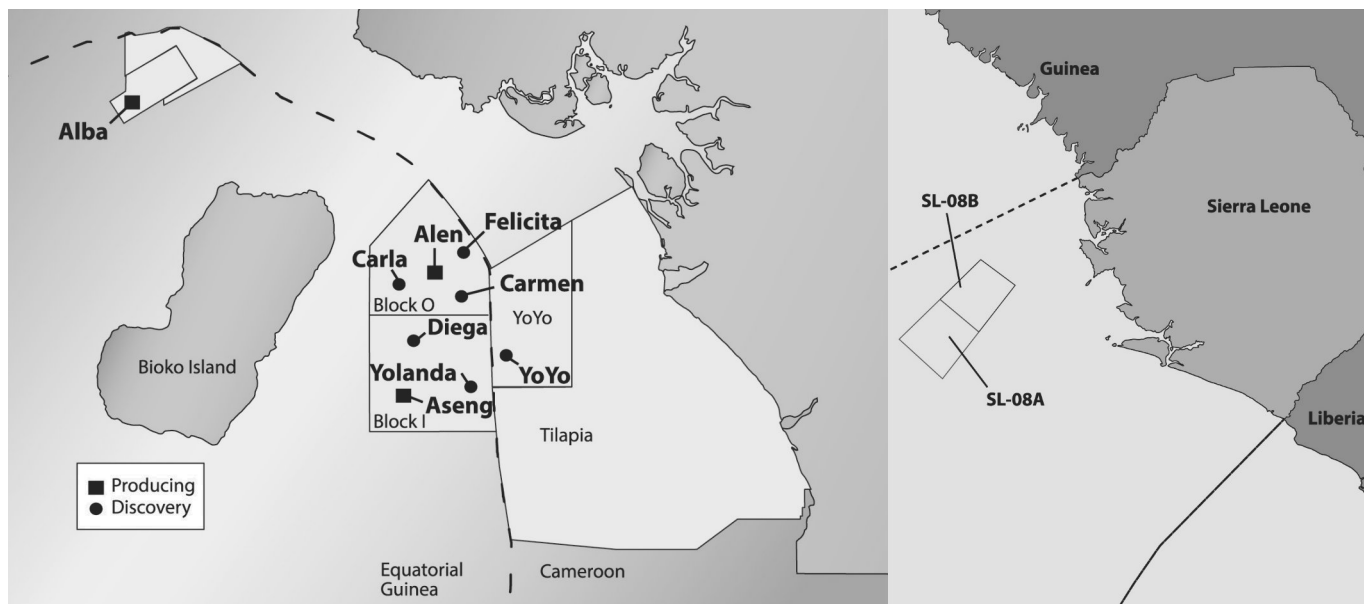 Alba
Felicita
Alen
Carla
Carmen
Block O
YoYo
Diega
Bioko Island
YoYo
Yolanda
Aseng
Block I
Tilapia
Producing
Discovery
Equatorial
Guinea
Cameroon
Guinea
SL-08B
Sierra Leone
SL-08A
Liberia